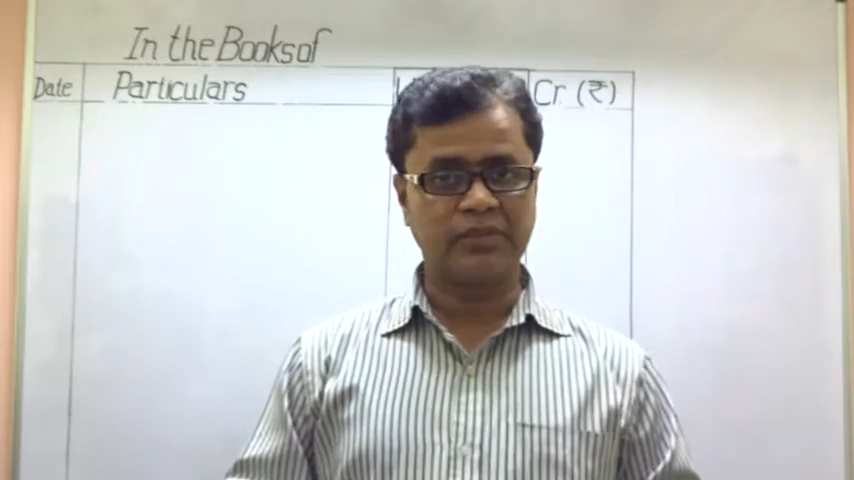 In the Books of
Date Particulars Cr. (₹)